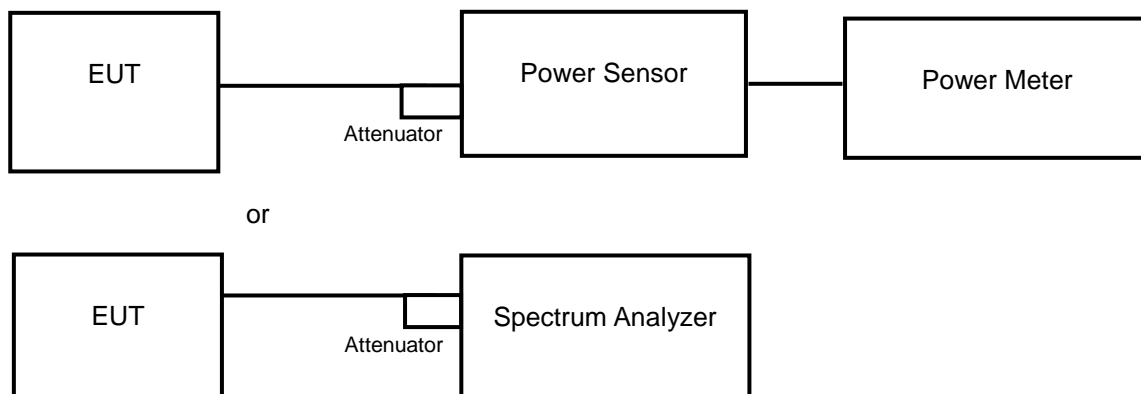 EUT
Power Sensor
Power Meter
Attenuator
or
EUT
Spectrum Analyzer
Attenuator